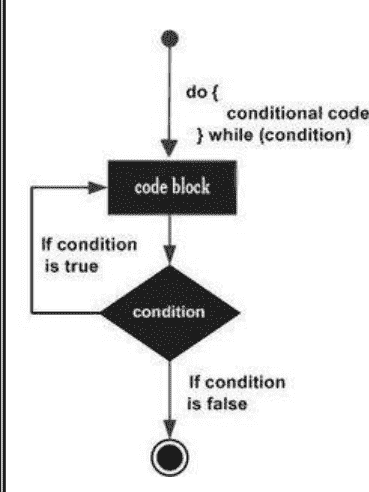 do {
conditional code
} while (condition)
code block
If condition
is true
condition
If condition
is false